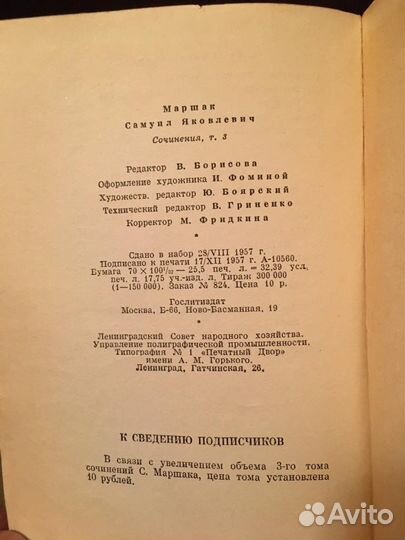 Маршак
Самуил Яковлевич
Сочинения, т. 3
Редактор В. Борисова
Оформление художника И. Фоминой
Художеств. редактор Ю. Боярский
Технический редактор В. Гриненко
Корректор М. Фридкина
*
Сдано в набор 28/VIII 1957 г.
Подписано к печати 17/XII 1957 г. А-10560.
Бумага 70 × 108 1/32 — 25,5 печ. л. = 32,39 усл.
печ. л. 17,75 уч.-изд. л. Тираж 300 000
(1—150 000). Заказ № 824. Цена 10 р.
Гослитиздат
Москва, Б-66, Ново-Басманная, 19
*
Ленинградский Совет народного хозяйства.
Управление полиграфической промышленности.
Типография № 1 «Печатный Двор»
имени А. М. Горького.
Ленинград, Гатчинская, 26.
К СВЕДЕНИЮ ПОДПИСЧИКОВ
В связи с увеличением объема 3-го тома
сочинений С. Маршака, цена тома установлена
10 рублей.
Avito